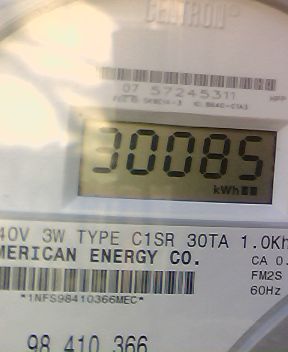 CENTRON®
07 57245311
30085
kWh
40V 3W TYPE C1SR 30TA 1.0Kh
MERICAN ENERGY CO.
CA 0.
FM2S
*1NFS98410366MEC*
60Hz
98 410 366